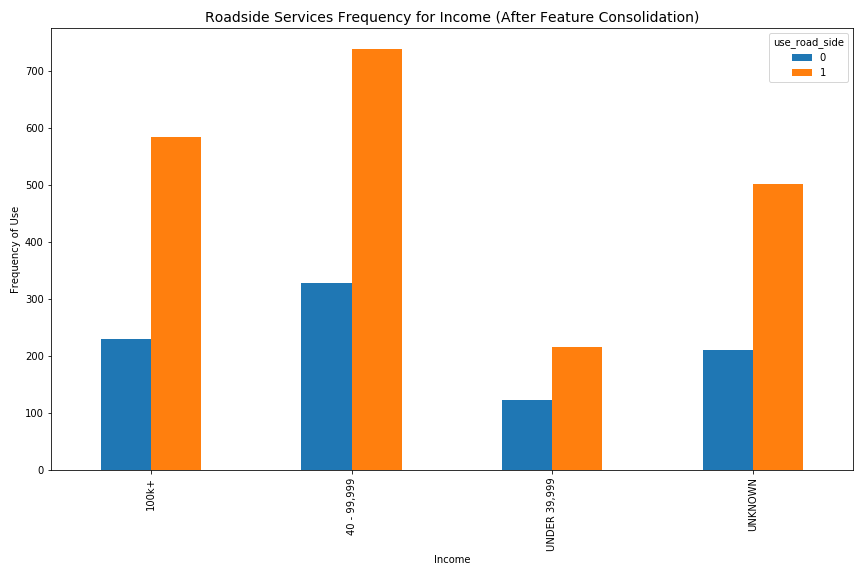 Roadside Services Frequency for Income (After Feature Consolidation)
use_road_side
0
1
Frequency of Use
700
600
500
400
300
200
100
0
100k+
40 - 99,999
UNDER 39,999
UNKNOWN
Income